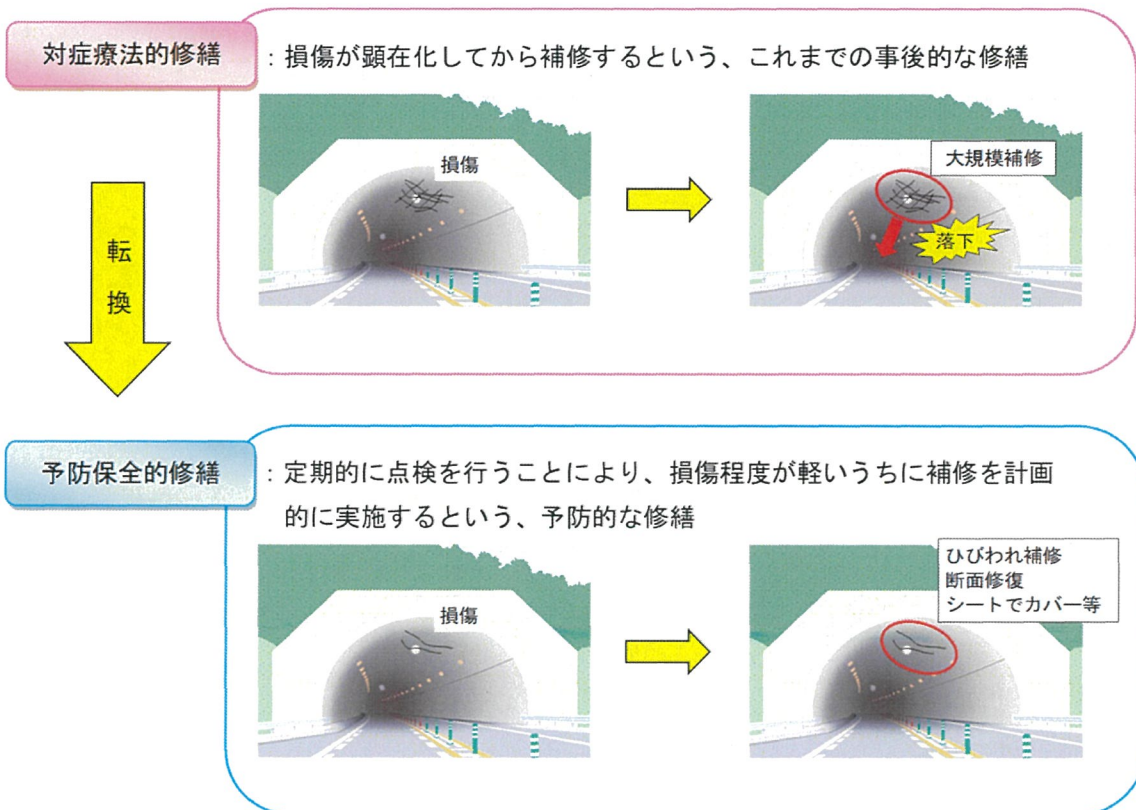 対症療法的修繕
：損傷が顕在化してから補修するという、これまでの事後的な修繕
損傷
大規模補修
落下
転
換
予防保全的修繕
：定期的に点検を行うことにより、損傷程度が軽いうちに補修を計画
的に実施するという、予防的な修繕
損傷
ひびわれ補修
断面修復
シートでカバー等